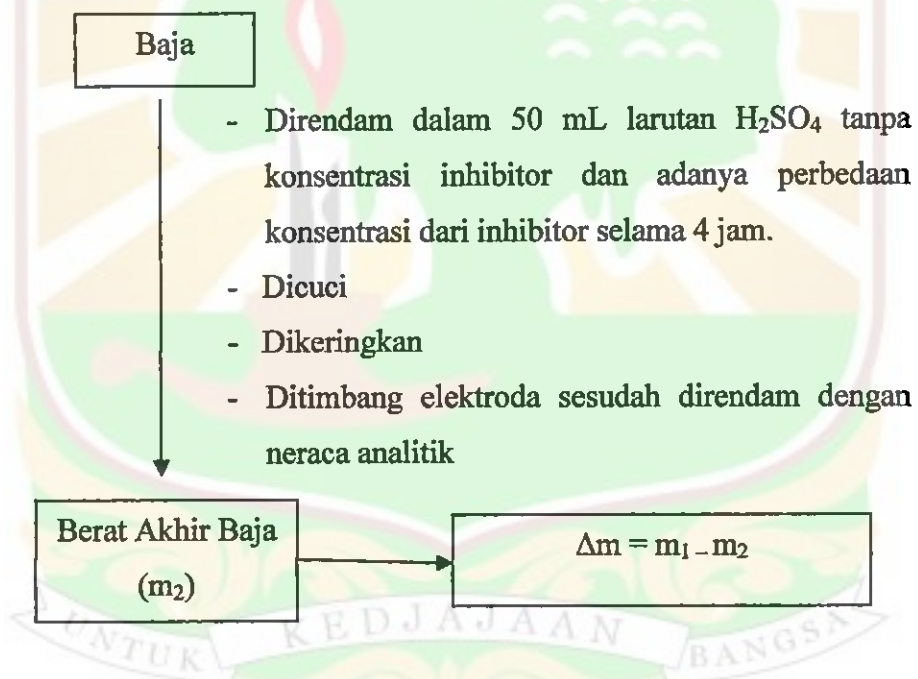 Baja
- Direndam dalam 50 mL larutan H₂SO₄ tanpa
konsentrasi inhibitor dan adanya perbedaan
konsentrasi dari inhibitor selama 4 jam.
- Dicuci
- Dikeringkan
- Ditimbang elektroda sesudah direndam dengan
neraca analitik
Berat Akhir Baja
(m₂)
Δm = m₁ – m₂
UNTUK KEDJAJAAN BANGSA